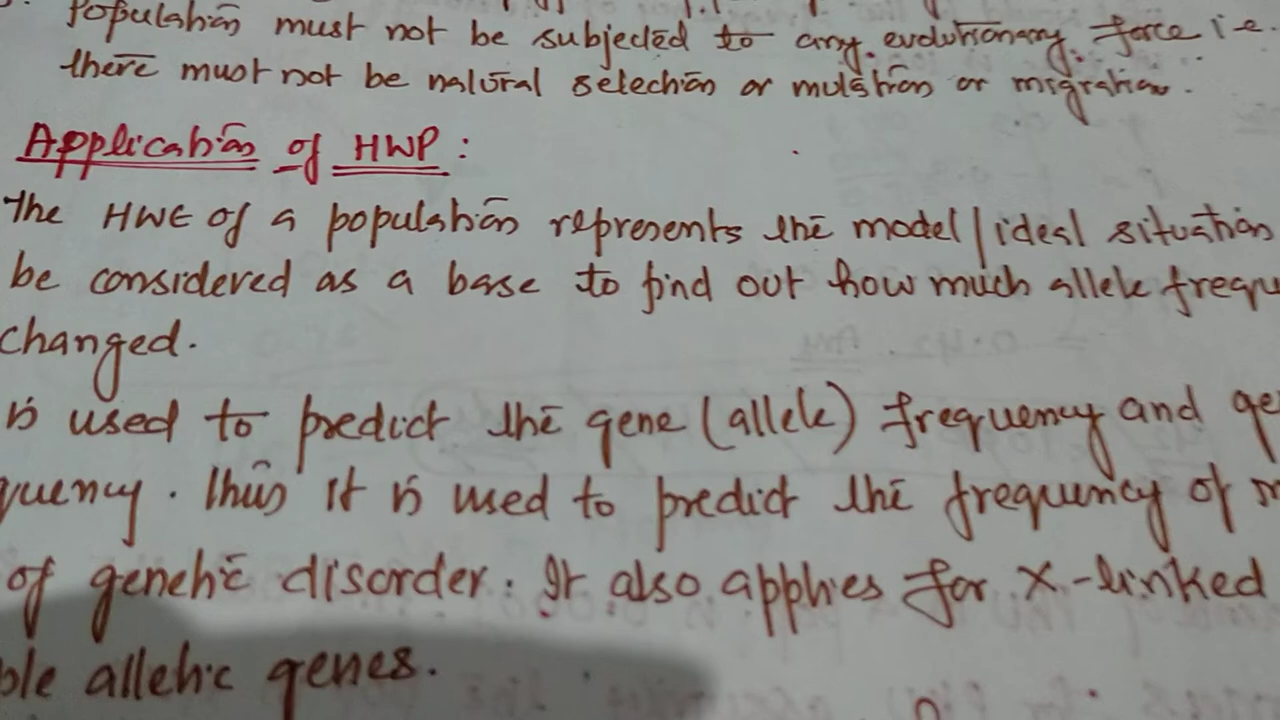 Population must not be subjected to any evolutionary force i.e.
there must not be natural selection or mutation or migration.
Application of HWP :
The HWE of a population represents the model/ideal situation
be considered as a base to find out how much allele frequ
changed.
is used to predict the gene (allele) frequency and ge
quency. Thus it is used to predict the frequency of
of genetic disorder. It also applies for X-linked
ble allelic genes.